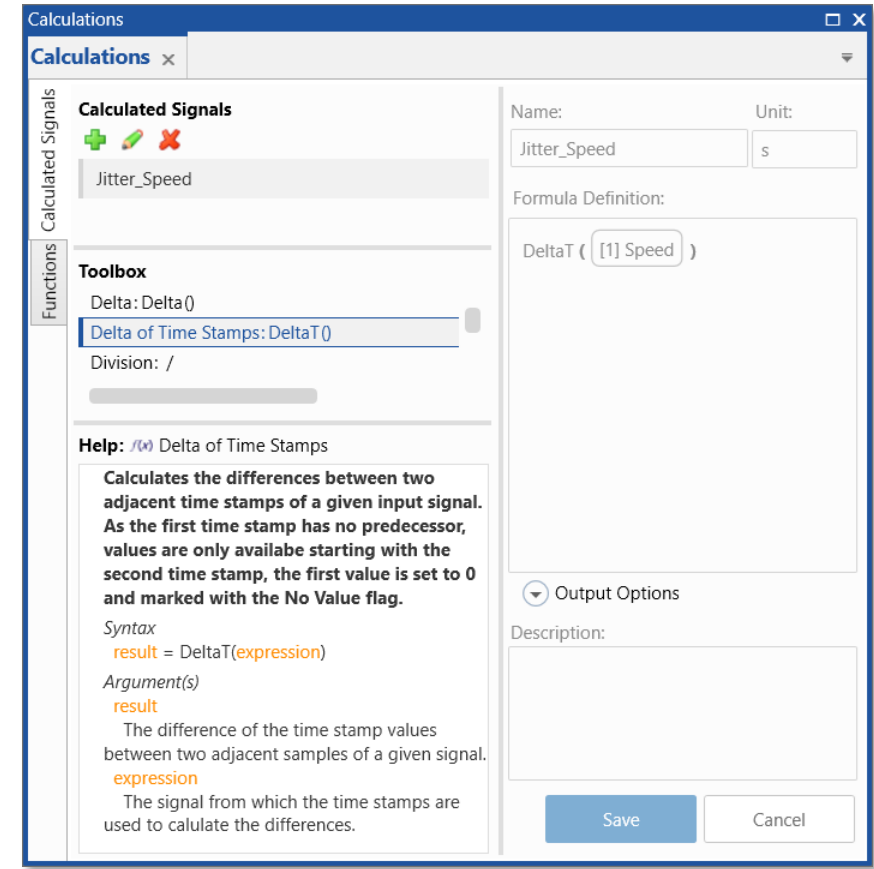 Calculations
Calculations
Calculated Signals
Functions
Calculated Signals
Jitter_Speed
Toolbox
Delta: Delta()
Delta of Time Stamps: DeltaT()
Division: /
Help: f(x) Delta of Time Stamps
Calculates the differences between two
adjacent time stamps of a given input signal.
As the first time stamp has no predecessor,
values are only availabe starting with the
second time stamp, the first value is set to 0
and marked with the No Value flag.
Syntax
result = DeltaT(expression)
Argument(s)
result
The difference of the time stamp values
between two adjacent samples of a given signal.
expression
The signal from which the time stamps are
used to calulate the differences.
Name: Unit:
Jitter_Speed s
Formula Definition:
DeltaT ( [1] Speed )
Output Options
Description:
Save Cancel